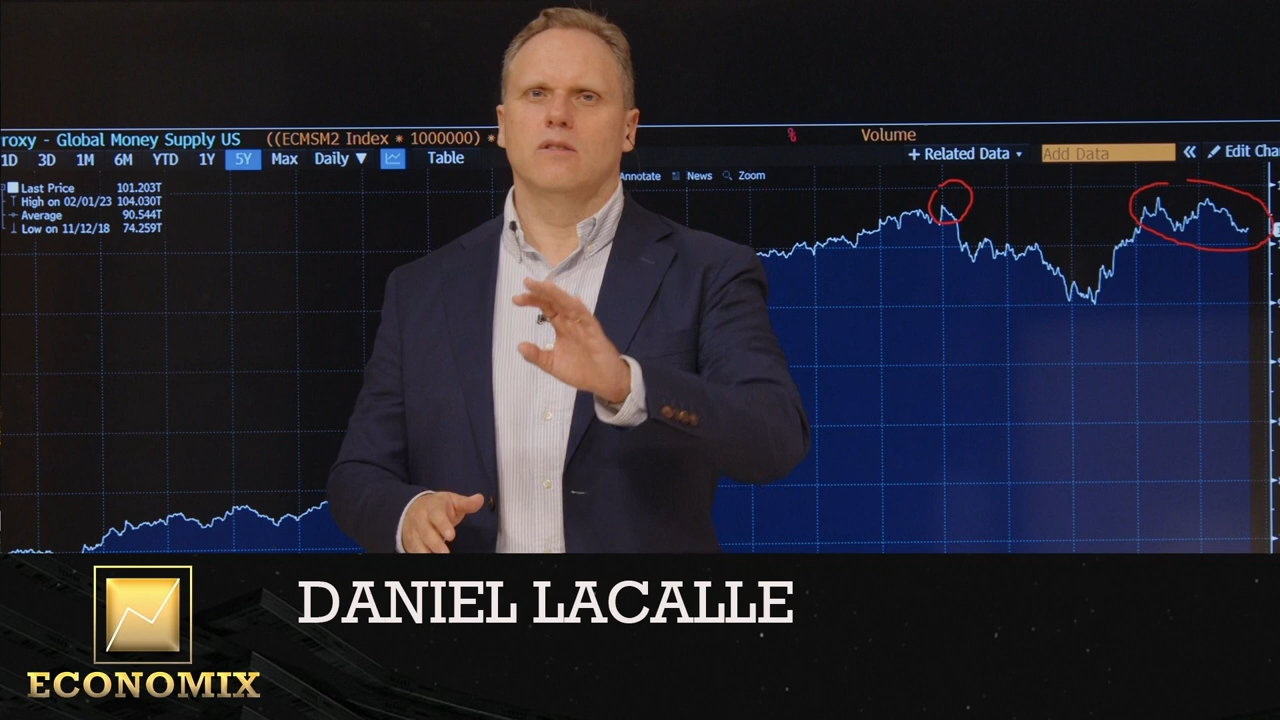 roxy - Global Money Supply US ((ECMSM2 Index * 1000000) * % Volume
1D 3D 1M 6M YTD 1Y 5Y Max Daily ▼ Table + Related Data ▾ Add Data « Edit Cha
Annotate News Zoom
Last Price 101.203T
High on 02/01/23 104.030T
Average 90.544T
Low on 11/12/18 74.259T
DANIEL LACALLE
ECONOMIX